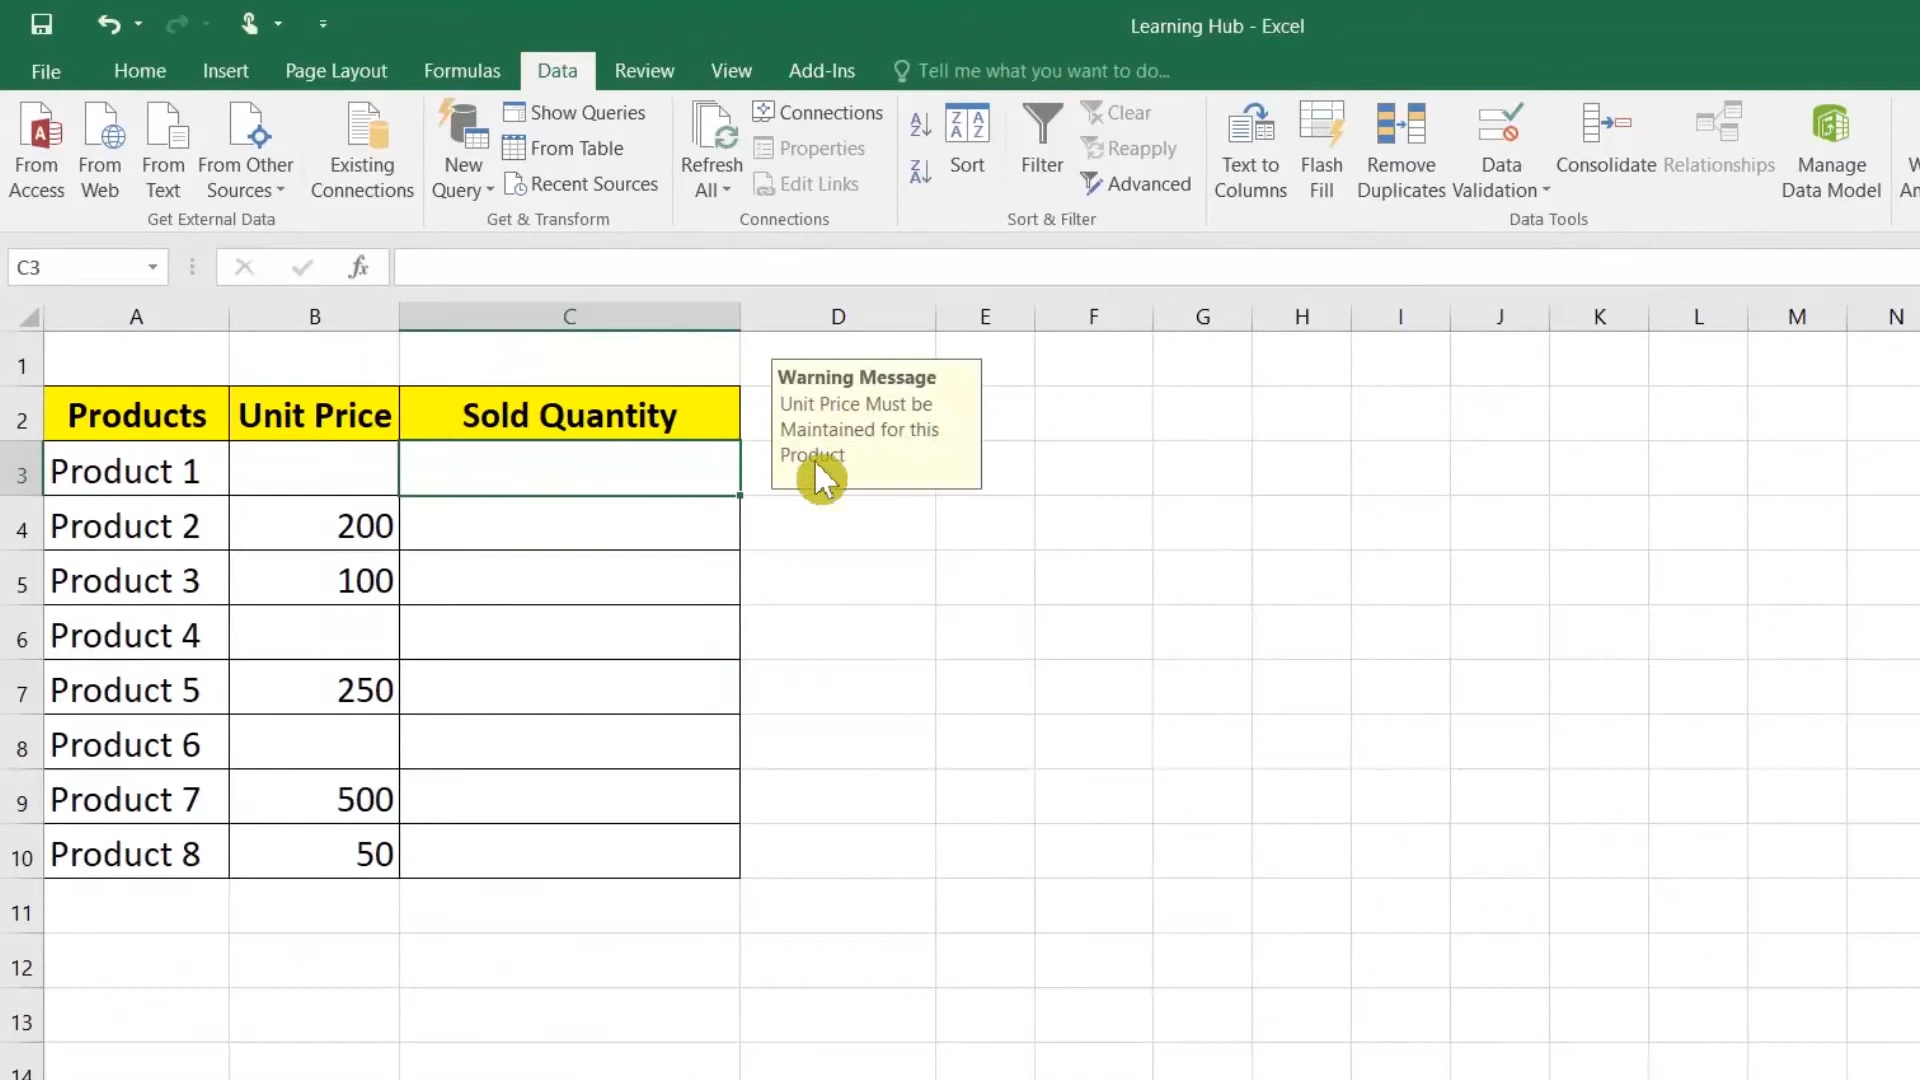 Learning Hub - Excel
File Home Insert Page Layout Formulas Data Review View Add-Ins Tell me what you want to do...
From Access
From Web
From Text
From Other Sources
Get External Data
Existing Connections
New Query
Show Queries
From Table
Recent Sources
Get & Transform
Refresh All
Connections
Properties
Edit Links
Connections
Sort
Filter
Clear
Reapply
Advanced
Sort & Filter
Text to Columns
Flash Fill
Remove Duplicates
Data Validation
Consolidate
Relationships
Manage Data Model
Data Tools
C3
fx
A B C D E F G H I J K L M N
1
2 Products Unit Price Sold Quantity
3 Product 1
4 Product 2 200
5 Product 3 100
6 Product 4
7 Product 5 250
8 Product 6
9 Product 7 500
10 Product 8 50
11
12
13
14
Warning Message
Unit Price Must be
Maintained for this
Product